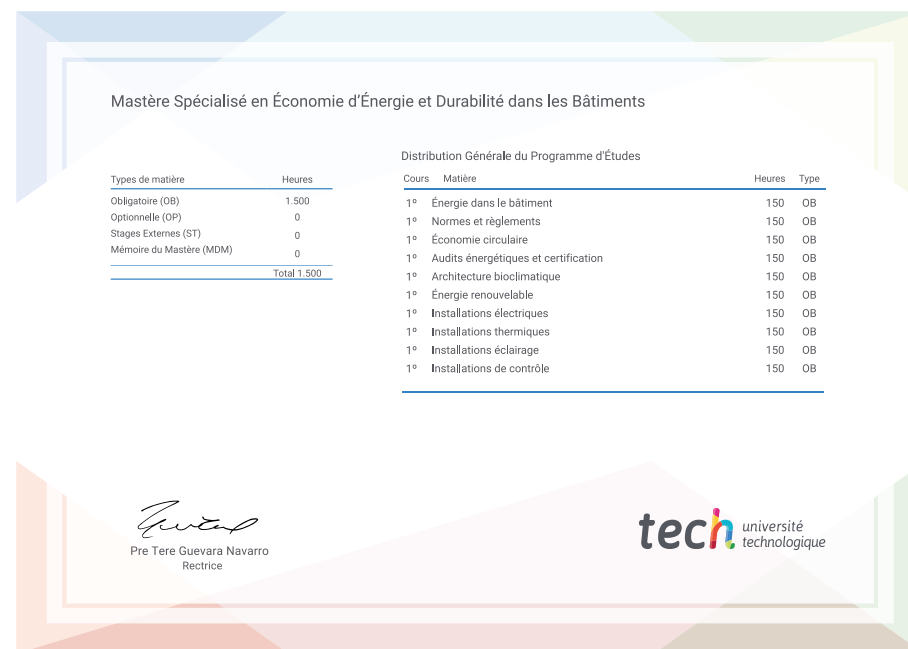 Mastère Spécialisé en Économie d'Énergie et Durabilité dans les Bâtiments
Types de matière Heures
Obligatoire (OB) 1.500
Optionnelle (OP) 0
Stages Externes (ST) 0
Mémoire du Mastère (MDM) 0
Total 1.500
Distribution Générale du Programme d'Études
Cours Matière Heures Type
1º Énergie dans le bâtiment 150 OB
1º Normes et règlements 150 OB
1º Économie circulaire 150 OB
1º Audits énergétiques et certification 150 OB
1º Architecture bioclimatique 150 OB
1º Énergie renouvelable 150 OB
1º Installations électriques 150 OB
1º Installations thermiques 150 OB
1º Installations éclairage 150 OB
1º Installations de contrôle 150 OB
Pre Tere Guevara Navarro
Rectrice
tech université
technologique